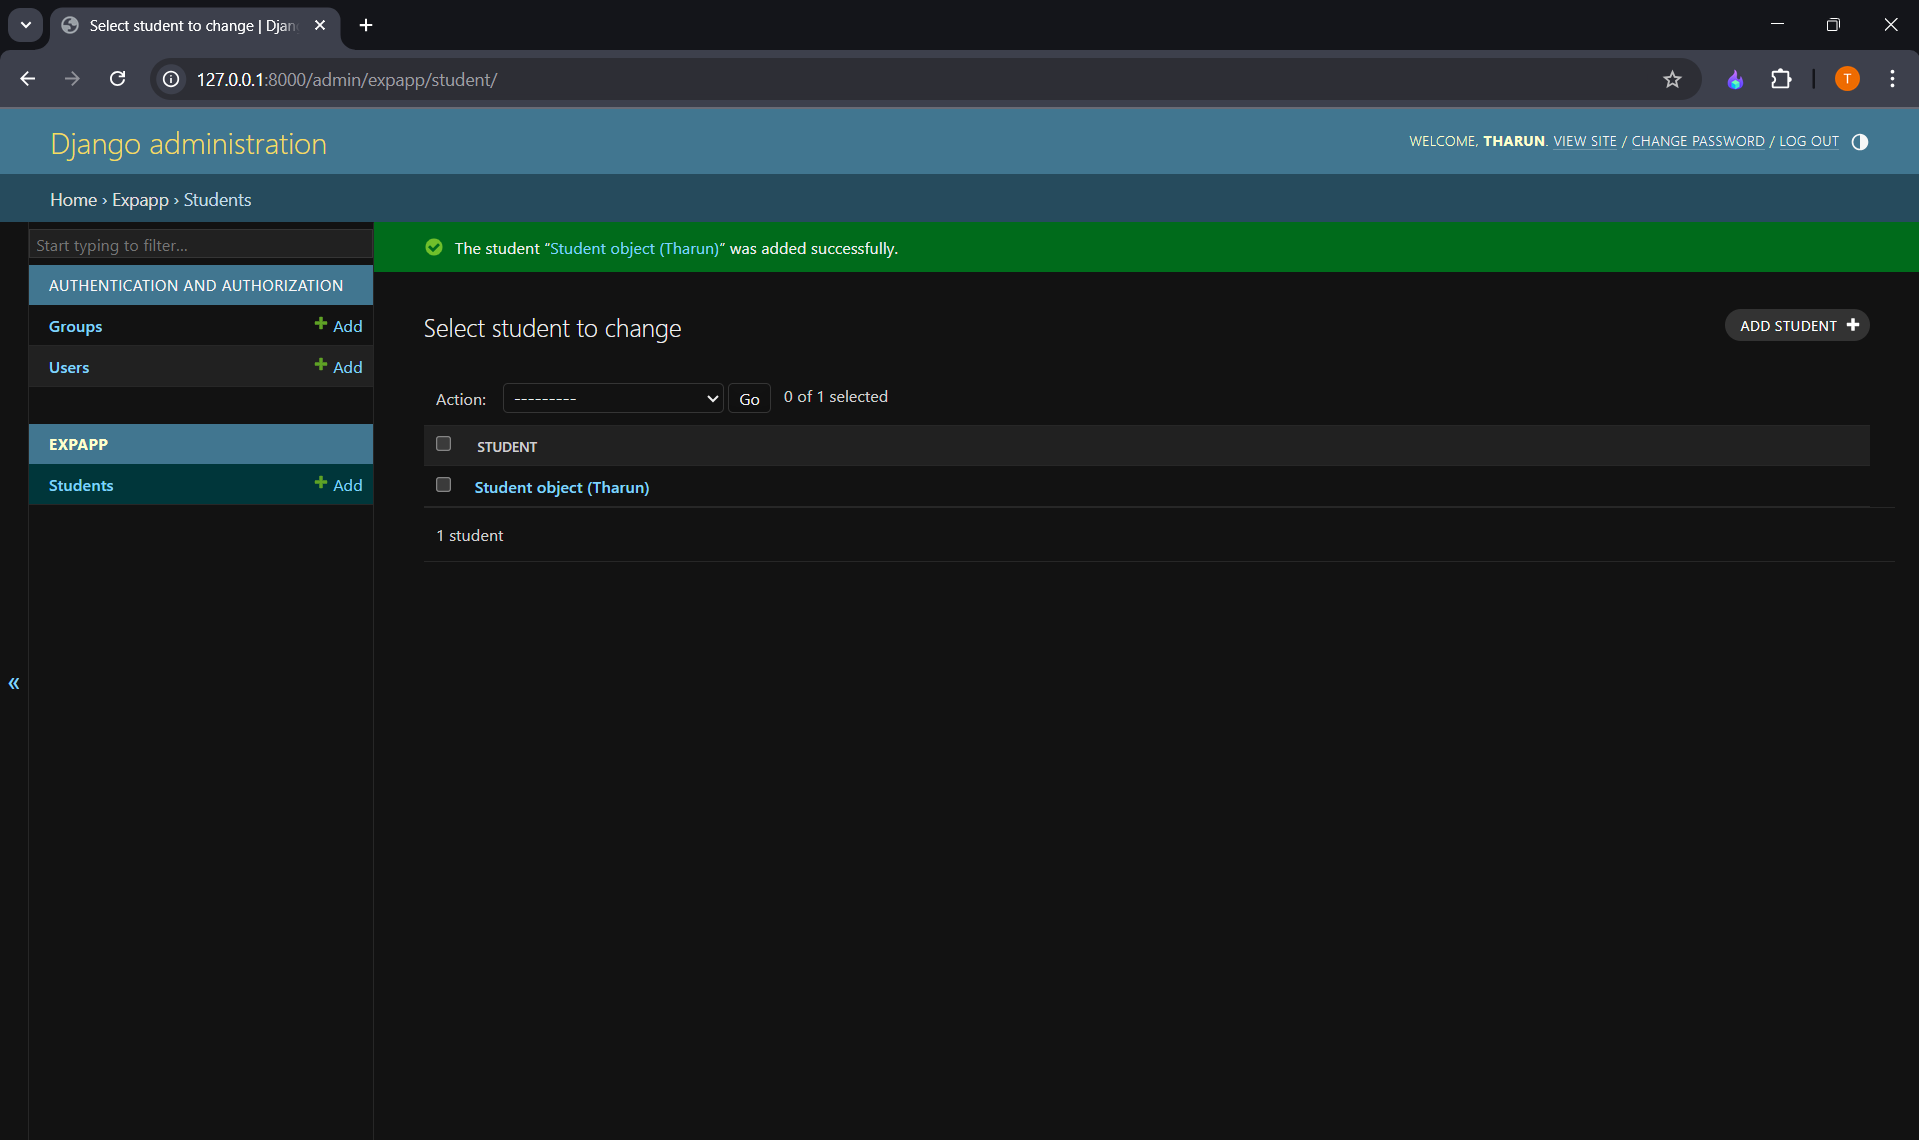 Select student to change | Djan
127.0.0.1:8000/admin/expapp/student/
T
Django administration
WELCOME, THARUN. VIEW SITE / CHANGE PASSWORD / LOG OUT
Home › Expapp › Students
Start typing to filter...
AUTHENTICATION AND AUTHORIZATION
Groups + Add
Users + Add
EXPAPP
Students + Add
«
The student “Student object (Tharun)” was added successfully.
Select student to change
ADD STUDENT +
Action: --------- Go 0 of 1 selected
STUDENT
Student object (Tharun)
1 student